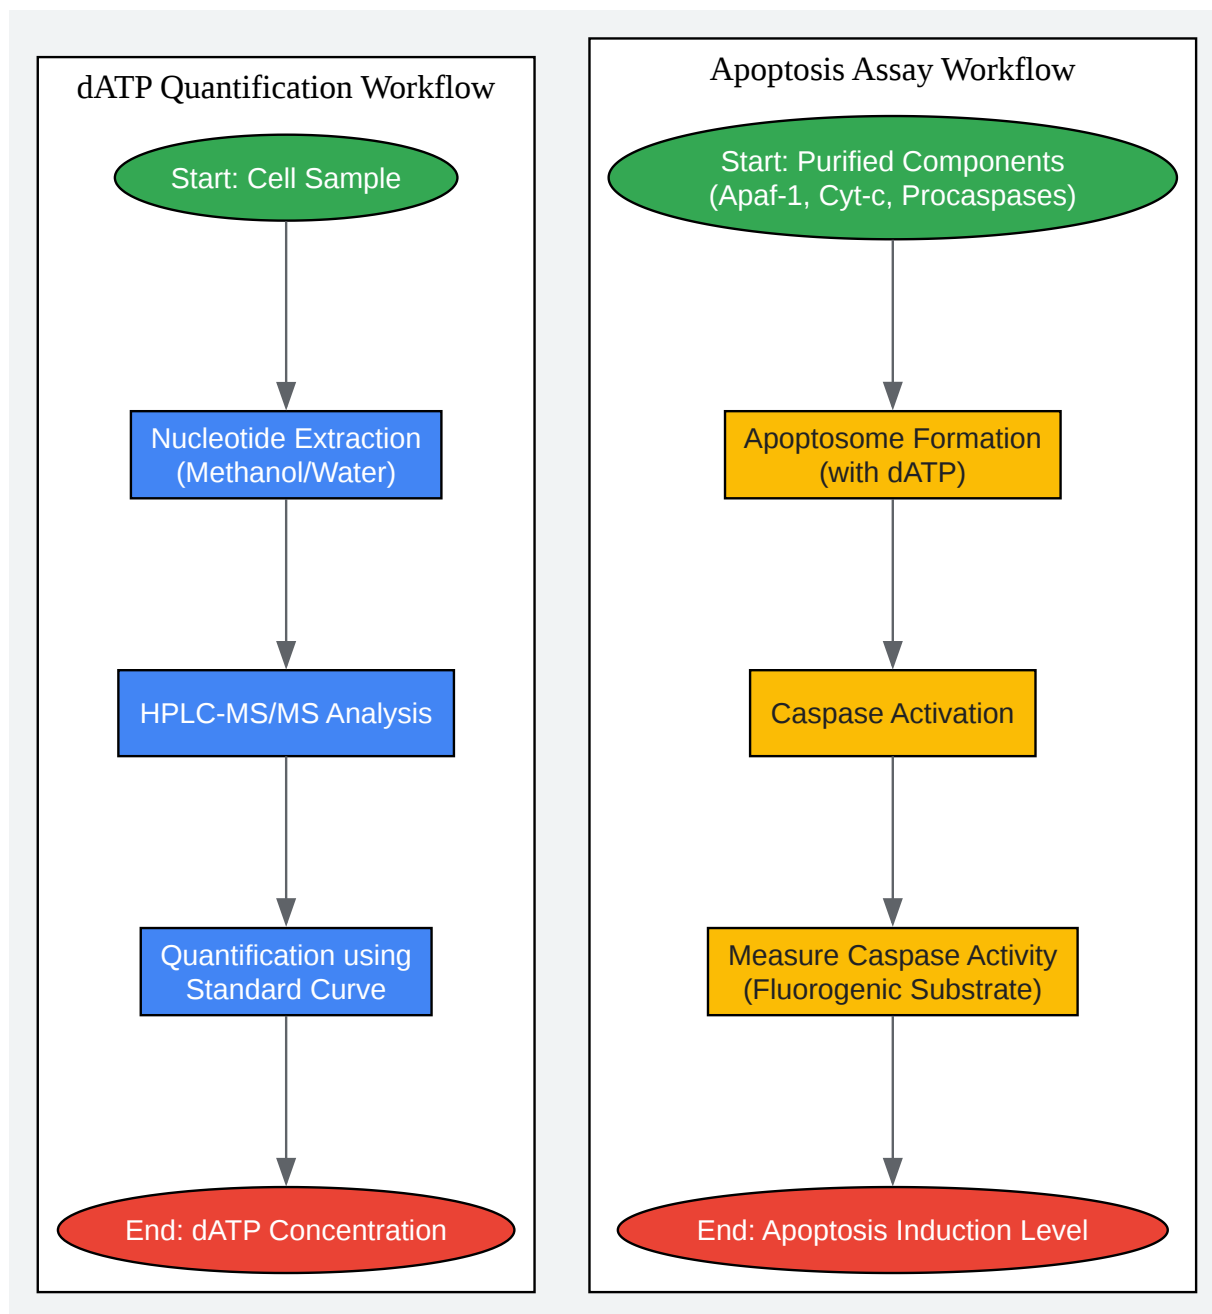 dATP Quantification Workflow
Start: Cell Sample
Nucleotide Extraction
(Methanol/Water)
HPLC-MS/MS Analysis
Quantification using
Standard Curve
End: dATP Concentration
Apoptosis Assay Workflow
Start: Purified Components
(Apaf-1, Cyt-c, Procaspases)
Apoptosome Formation
(with dATP)
Caspase Activation
Measure Caspase Activity
(Fluorogenic Substrate)
End: Apoptosis Induction Level